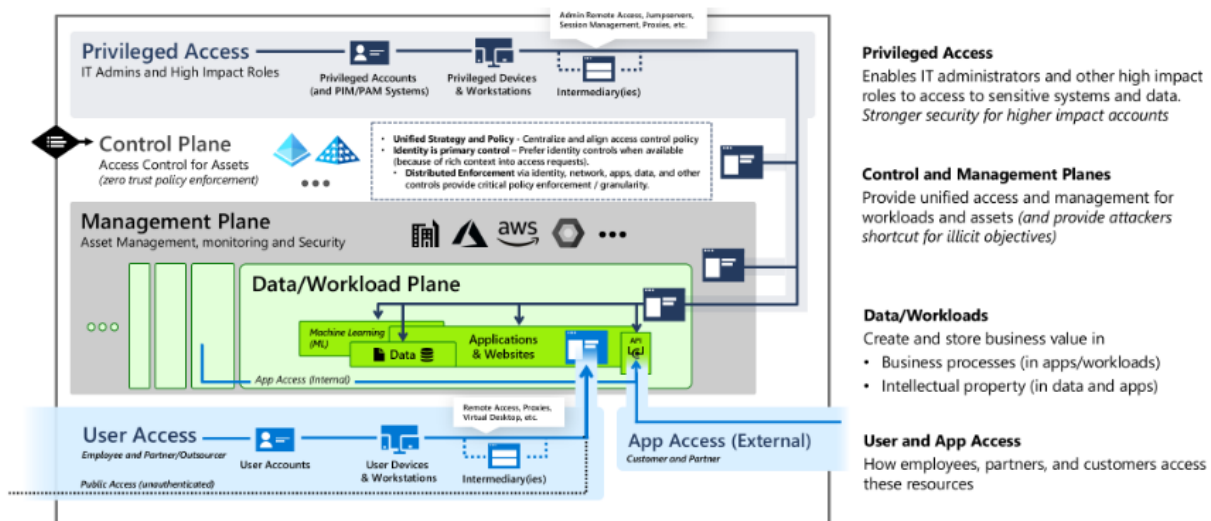 Admin Remote Access, Jumpservers,
Session Management, Proxies, etc.
Privileged Access
IT Admins and High Impact Roles
Privileged Accounts
(and PIM/PAM Systems)
Privileged Devices
& Workstations
Intermediary(ies)
Control Plane
Access Control for Assets
(zero trust policy enforcement)
• Unified Strategy and Policy - Centralize and align access control policy
• Identity is primary control – Prefer identity controls when available
(because of rich context into access requests).
• Distributed Enforcement via identity, network, apps, data, and other
controls provide critical policy enforcement / granularity.
Management Plane
Asset Management, monitoring and Security
aws
Data/Workload Plane
Machine Learning
(ML)
Data
Applications
& Websites
API
App Access (Internal)
Remote Access, Proxies,
Virtual Desktop, etc.
User Access
Employee and Partner/Outsourcer
User Accounts
User Devices
& Workstations
Intermediary(ies)
Public Access (unauthenticated)
App Access (External)
Customer and Partner
Privileged Access
Enables IT administrators and other high impact
roles to access to sensitive systems and data.
Stronger security for higher impact accounts
Control and Management Planes
Provide unified access and management for
workloads and assets (and provide attackers
shortcut for illicit objectives)
Data/Workloads
Create and store business value in
• Business processes (in apps/workloads)
• Intellectual property (in data and apps)
User and App Access
How employees, partners, and customers access
these resources